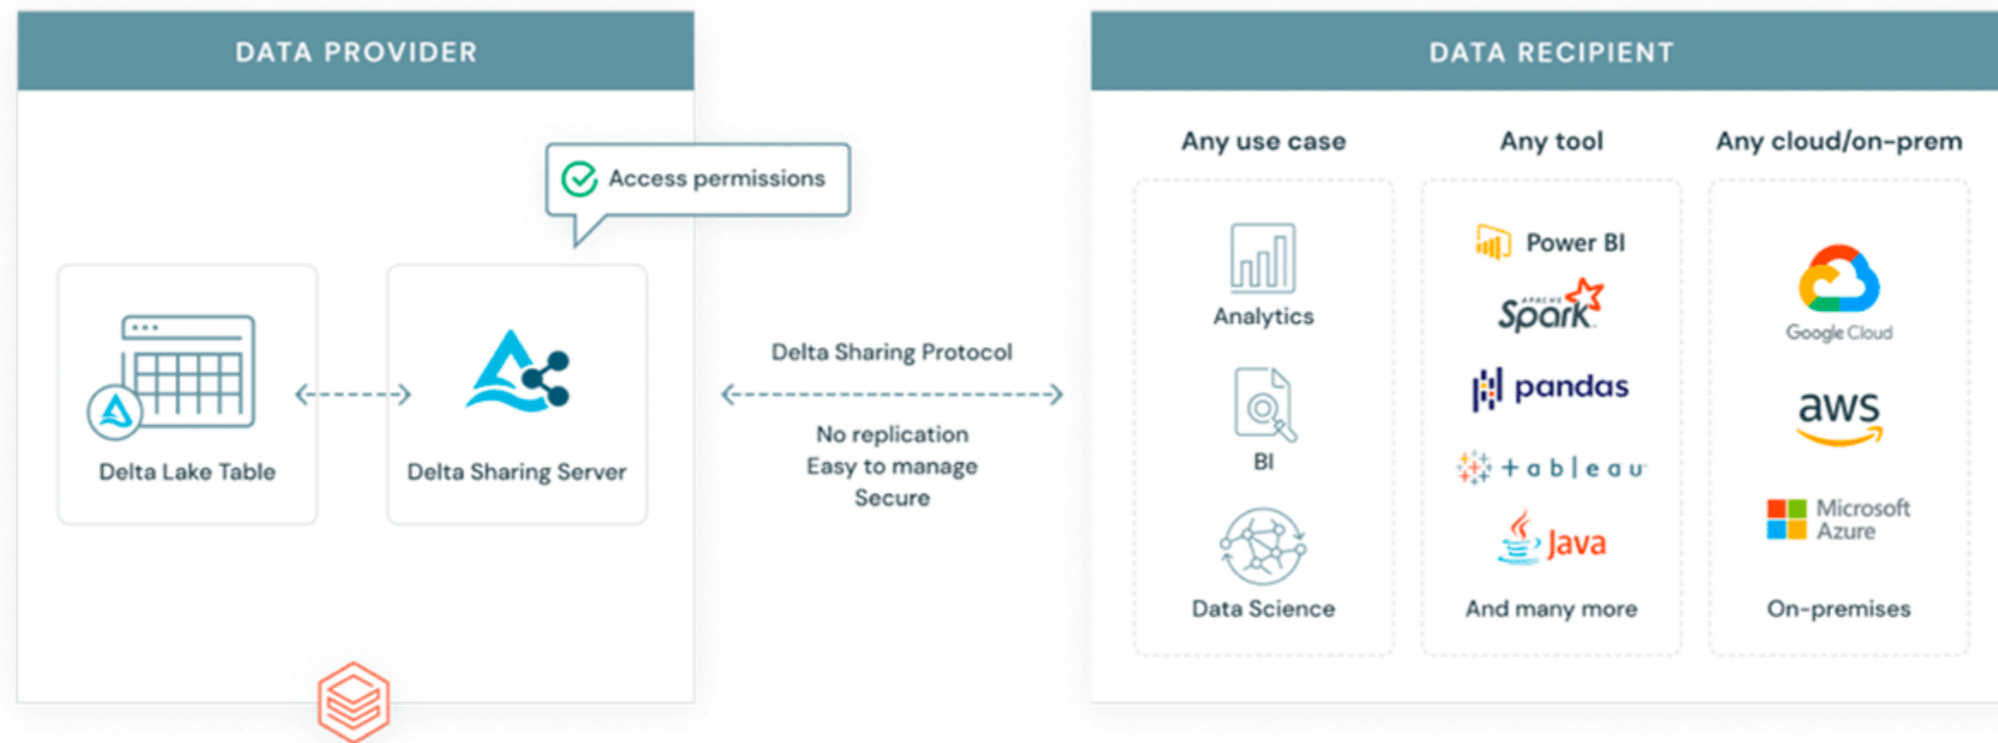 DATA PROVIDER
Access permissions
Delta Lake Table
Delta Sharing Server
Delta Sharing Protocol
No replication
Easy to manage
Secure
DATA RECIPIENT
Any use case
Analytics
BI
Data Science
Any tool
Power BI
APACHE
Spark
pandas
+ableau
Java
And many more
Any cloud/on-prem
Google Cloud
aws
Microsoft
Azure
On-premises